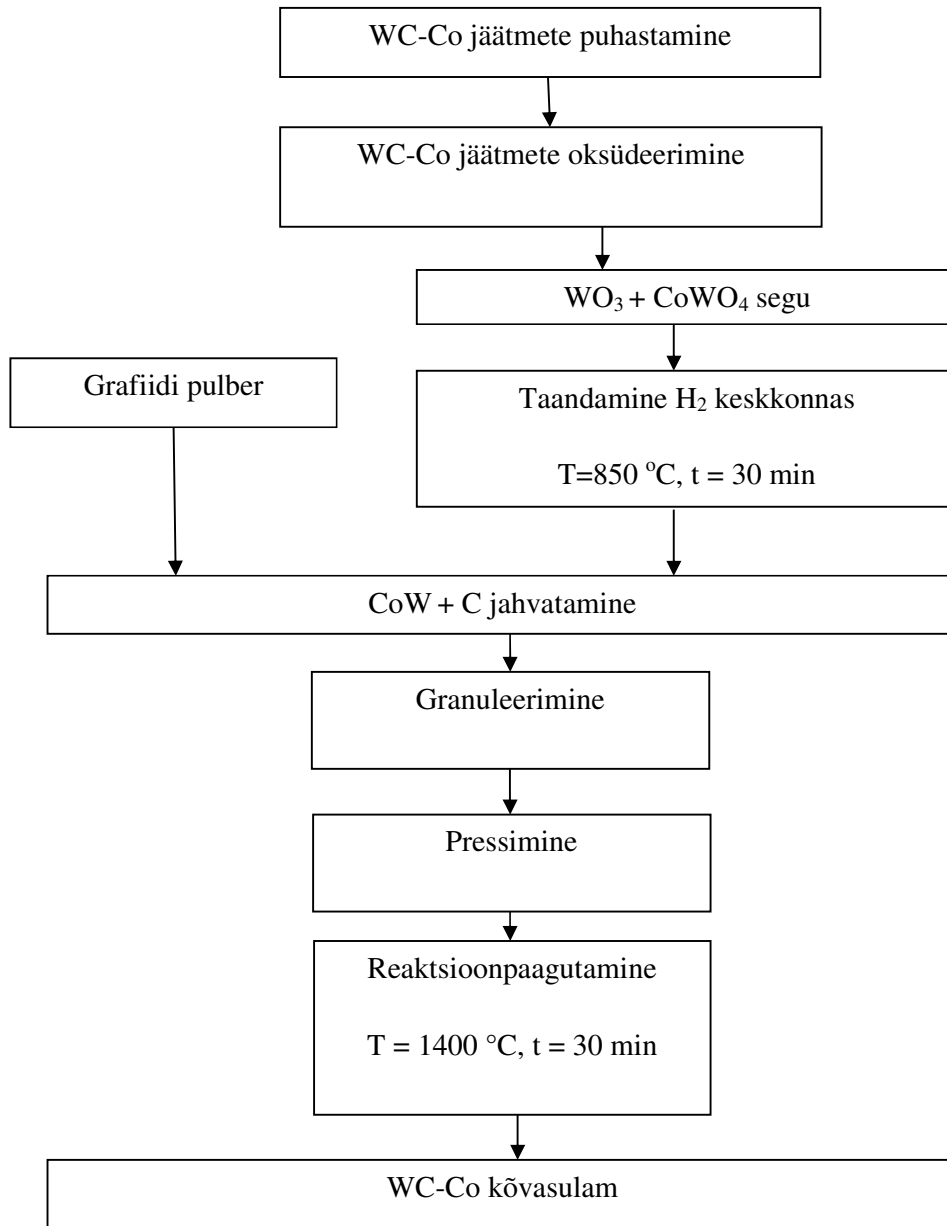 WC-Co jäätmete puhastamine
WC-Co jäätmete oksüdeerimine
WO₃ + CoWO₄ segu
Grafiidi pulber
Taandamine H₂ keskkonnas
T=850 °C, t = 30 min
CoW + C jahvatamine
Granuleerimine
Pressimine
Reaktsioonpaagutamine
T = 1400 °C, t = 30 min
WC-Co kõvasulam